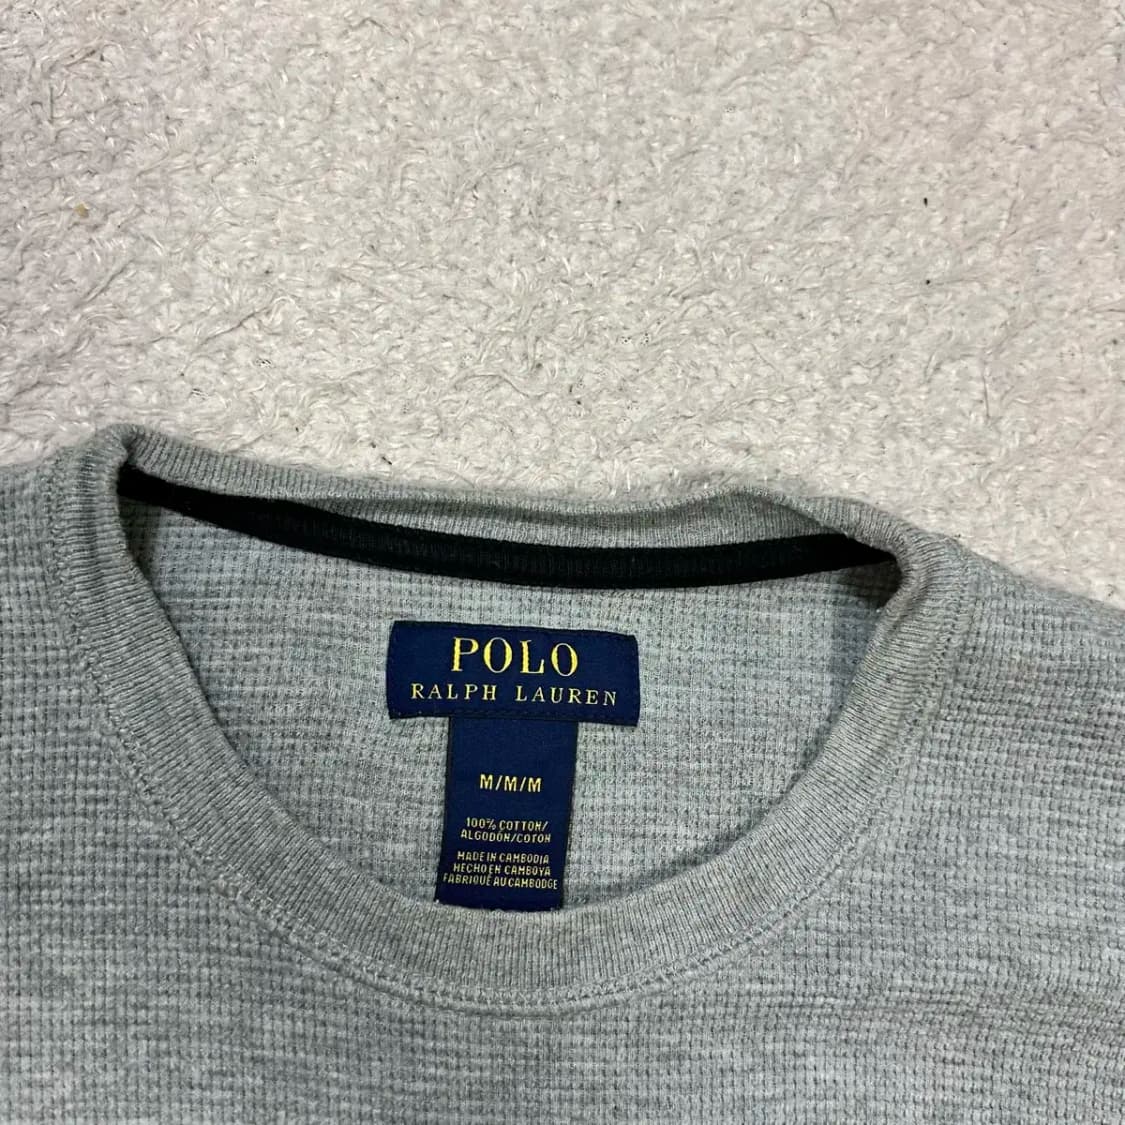 POLO
RALPH LAUREN
M/M/M
100% COTTON/
ALGODÓN/COTON
MADE IN CAMBODIA
HECHO EN CAMBOYA
FABRIQUÉ AU CAMBODGE